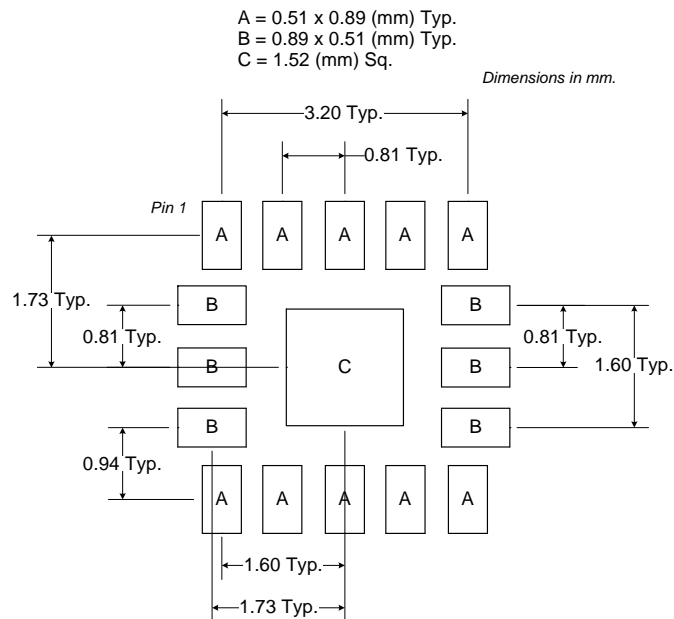 A = 0.51 x 0.89 (mm) Typ.
B = 0.89 x 0.51 (mm) Typ.
C = 1.52 (mm) Sq.
Dimensions in mm.
3.20 Typ.
0.81 Typ.
Pin 1
A A A A A
1.73 Typ.
B B
0.81 Typ.
0.81 Typ.
1.60 Typ.
B C B
B B
0.94 Typ.
A A A A A
1.60 Typ.
1.73 Typ.